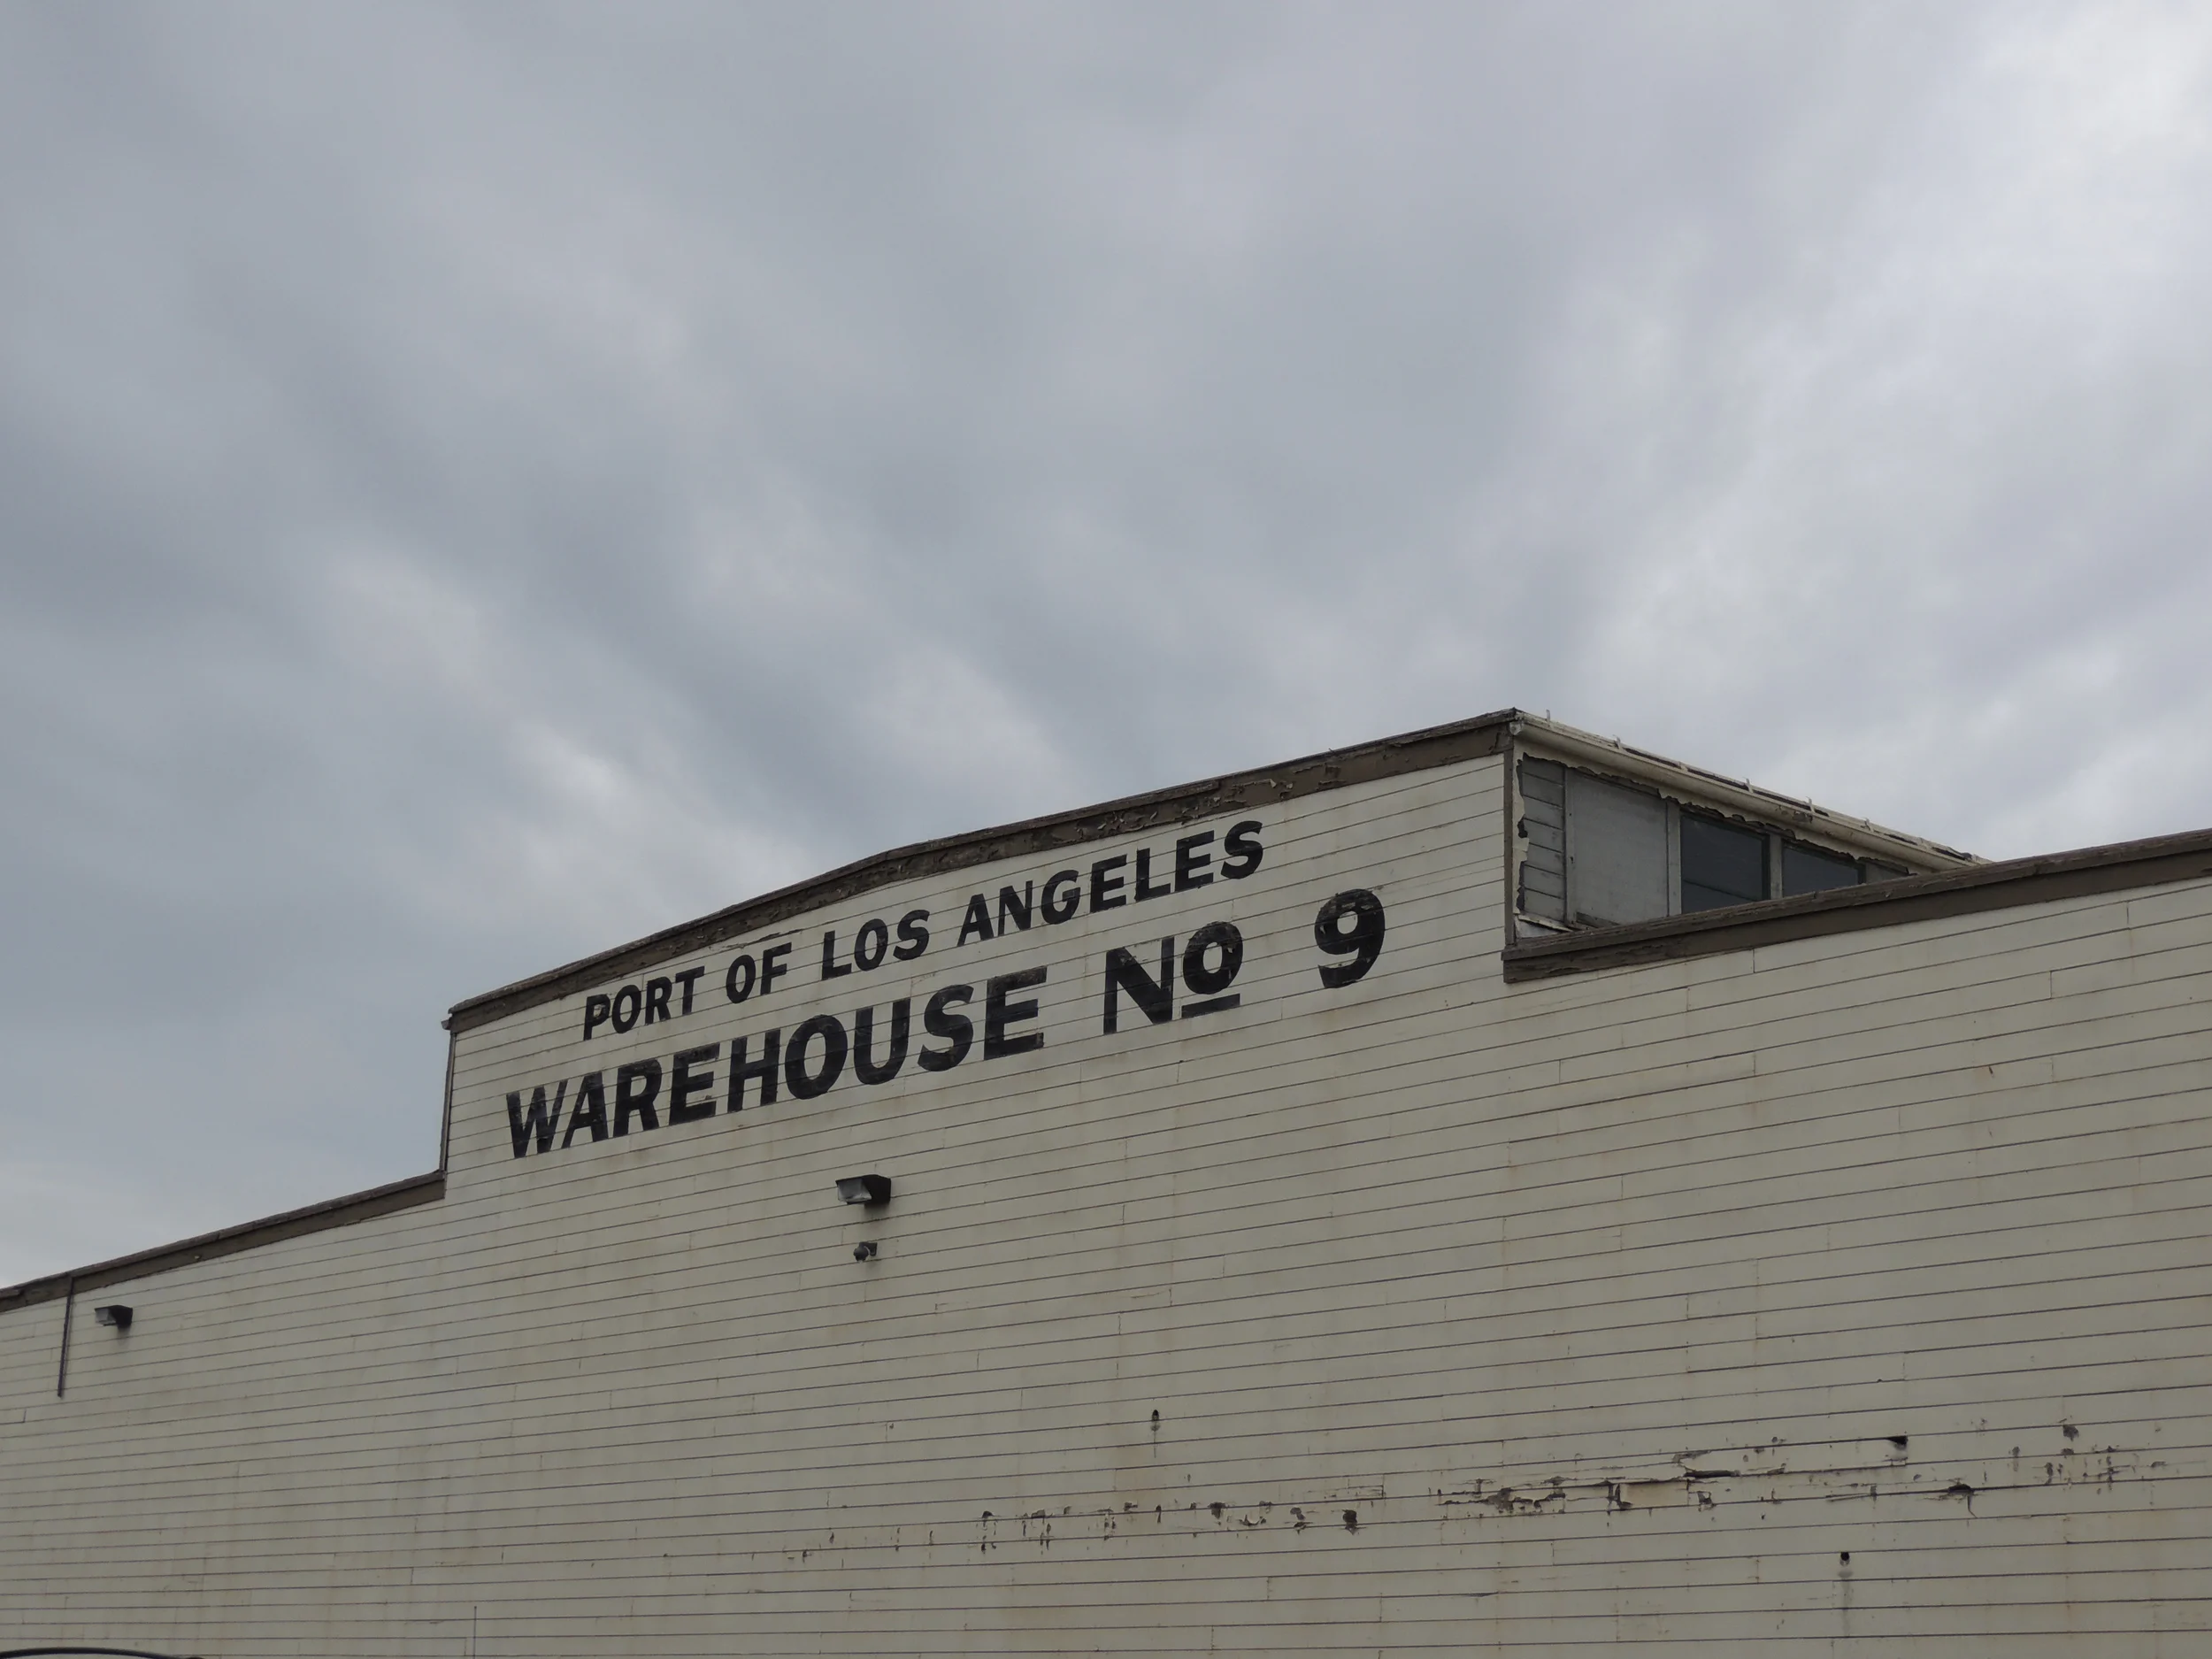 PORT OF LOS ANGELES
WAREHOUSE No 9